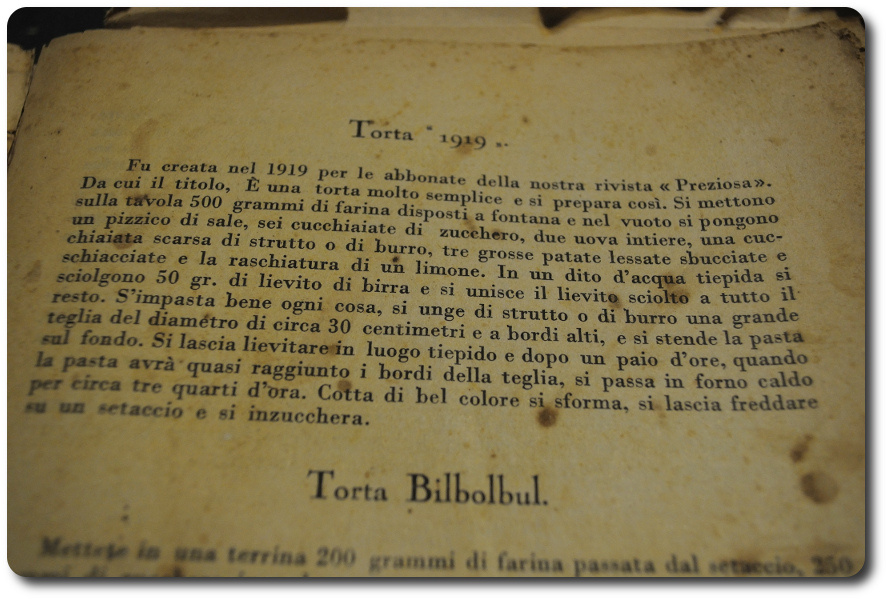 Torta " 1919 ".
Fu creata nel 1919 per le abbonate della nostra rivista « Preziosa ».
Da cui il titolo, È una torta molto semplice e si prepara così. Si mettono
sulla tavola 500 grammi di farina disposti a fontana e nel vuoto si pongono
un pizzico di sale, sei cucchiaiate di zucchero, due uova intiere, una cuc-
chiaiata scarsa di strutto o di burro, tre grosse patate lessate sbucciate e
schiacciate e la raschiatura di un limone. In un dito d'acqua tiepida si
sciolgono 50 gr. di lievito di birra e si unisce il lievito sciolto a tutto il
resto. S'impasta bene ogni cosa, si unge di strutto o di burro una grande
teglia del diametro di circa 30 centimetri e a bordi alti, e si stende la pasta
sul fondo. Si lascia lievitare in luogo tiepido e dopo un paio d'ore, quando
la pasta avrà quasi raggiunto i bordi della teglia, si passa in forno caldo
per circa tre quarti d'ora. Cotta di bel colore si sforma, si lascia freddare
su un setaccio e si inzucchera.
Torta Bilbolbul.
Mettete in una terrina 200 grammi di farina passata dal setaccio, 250